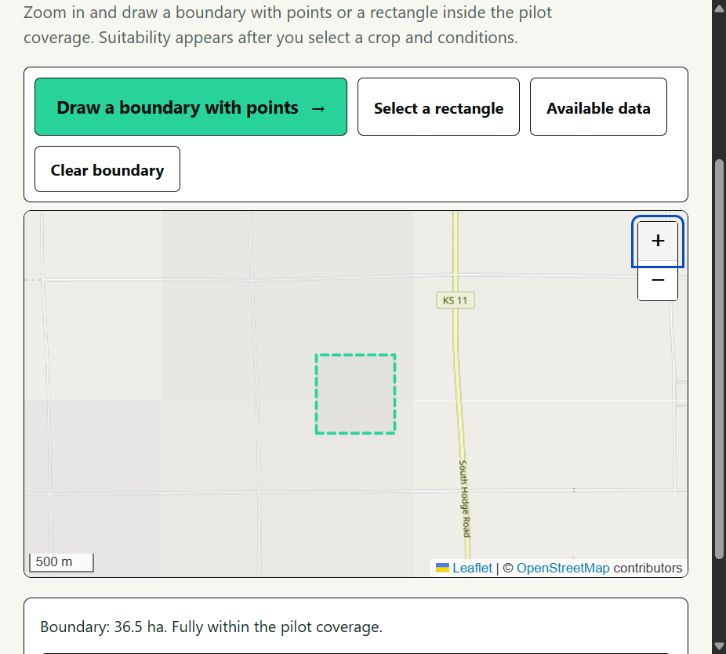 Zoom in and draw a boundary with points or a rectangle inside the pilot
coverage. Suitability appears after you select a crop and conditions.
Draw a boundary with points →
Select a rectangle
Available data
Clear boundary
+
−
KS 11
South Hodge Road
500 m
Leaflet | © OpenStreetMap contributors
Boundary: 36.5 ha. Fully within the pilot coverage.